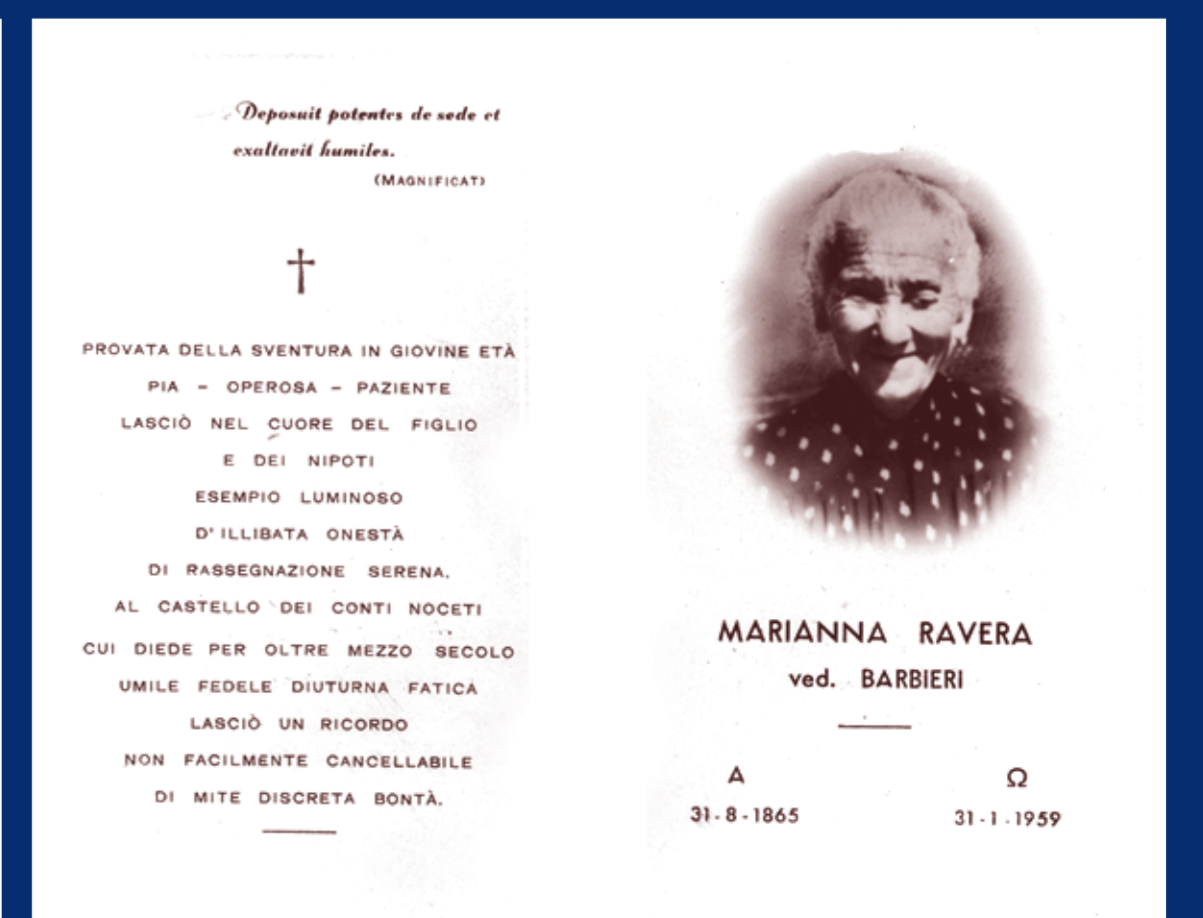 Deposuit potentes de sede et
exaltavit humiles.
(MAGNIFICAT)
PROVATA DELLA SVENTURA IN GIOVINE ETÀ
PIA – OPEROSA – PAZIENTE
LASCIÒ NEL CUORE DEL FIGLIO
E DEI NIPOTI
ESEMPIO LUMINOSO
D'ILLIBATA ONESTÀ
DI RASSEGNAZIONE SERENA.
AL CASTELLO DEI CONTI NOCETI
CUI DIEDE PER OLTRE MEZZO SECOLO
UMILE FEDELE DIUTURNA FATICA
LASCIÒ UN RICORDO
NON FACILMENTE CANCELLABILE
DI MITE DISCRETA BONTÀ.
MARIANNA RAVERA
ved. BARBIERI
A Ω
31-8-1865 31-1-1959